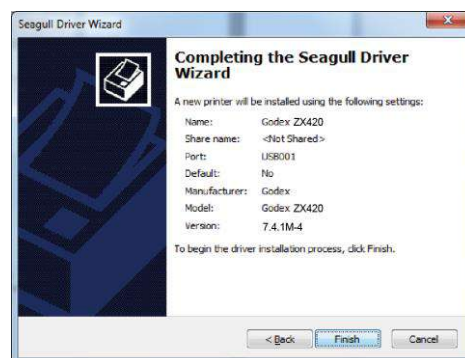 Seagull Driver Wizard
Completing the Seagull Driver
Wizard
A new printer will be installed using the following settings:
Name: Godex ZX420
Share name: <Not Shared>
Port: USB001
Default: No
Manufacturer: Godex
Model: Godex ZX420
Version: 7.4.1M-4
To begin the driver installation process, click Finish.
< Back Finish Cancel